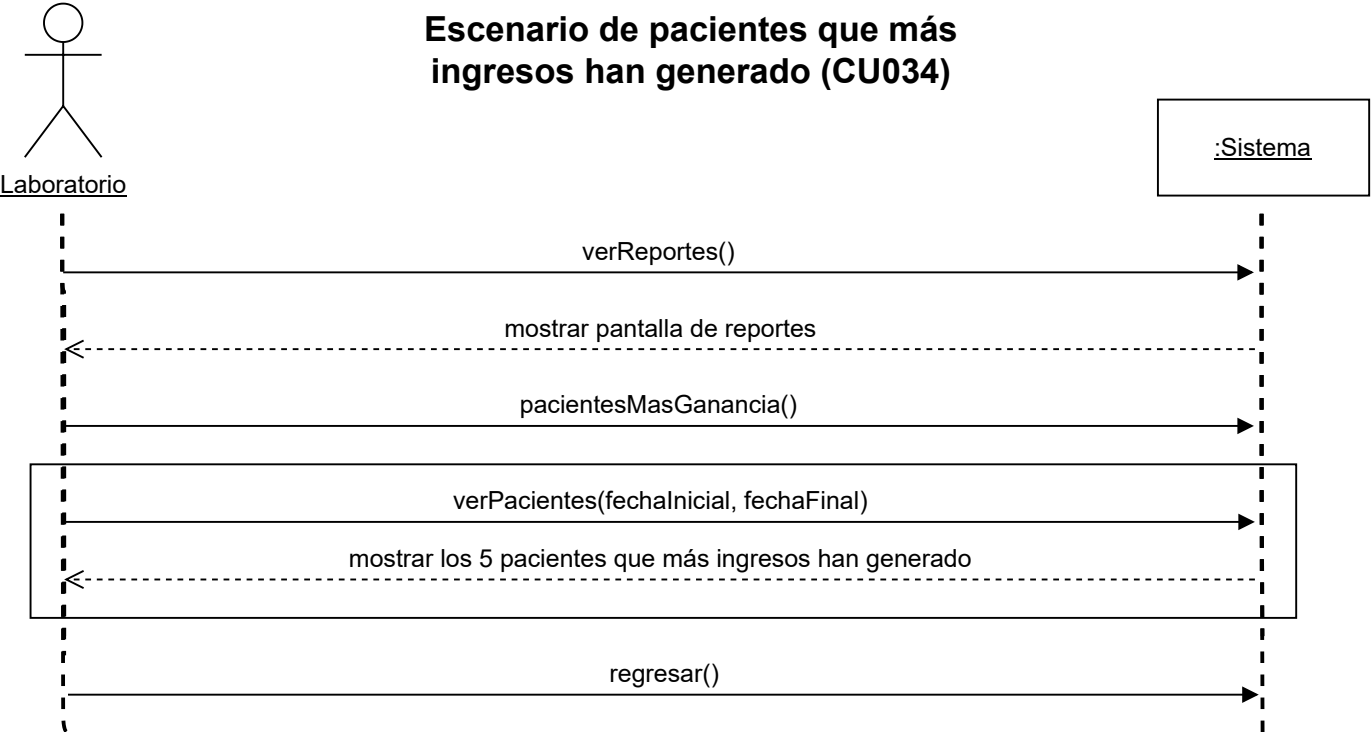 Escenario de pacientes que más
ingresos han generado (CU034)
:Sistema
Laboratorio
verReportes()
mostrar pantalla de reportes
pacientesMasGanancia()
verPacientes(fechaInicial, fechaFinal)
mostrar los 5 pacientes que más ingresos han generado
regresar()